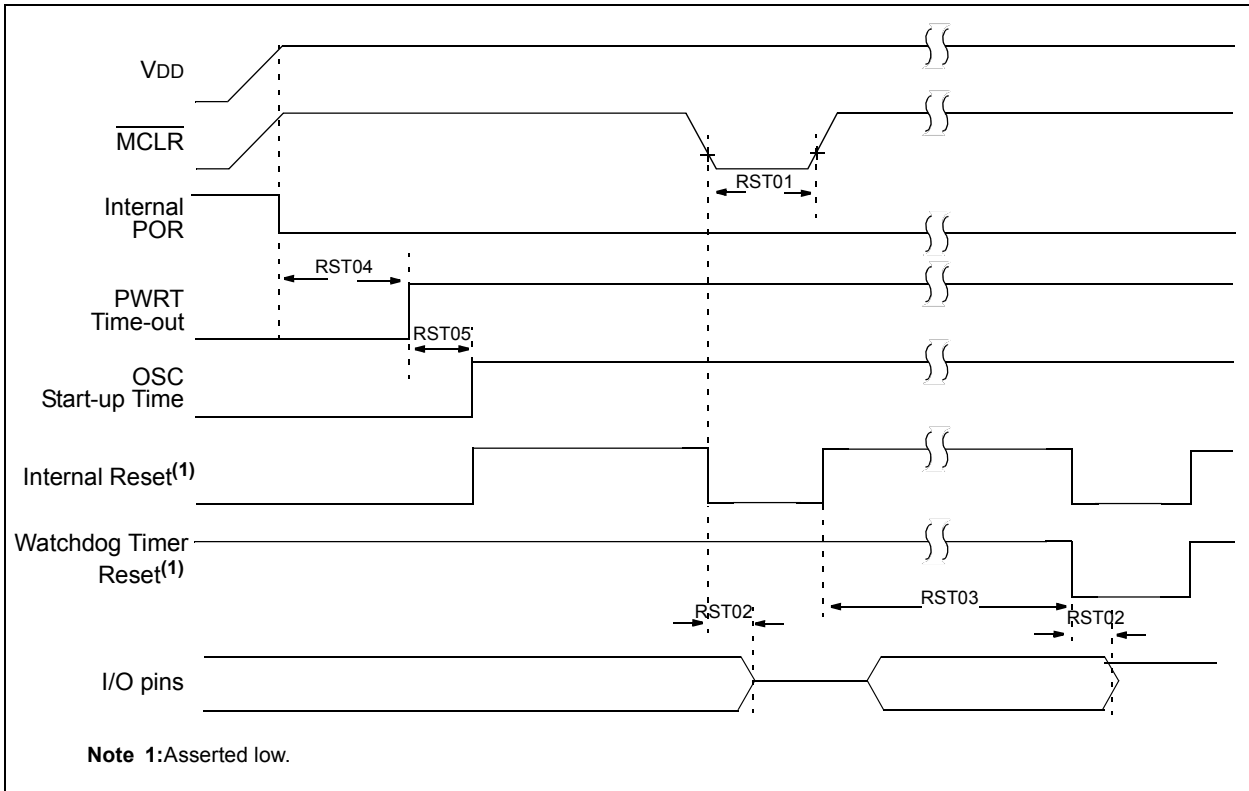 VDD
MCLR
RST01
Internal
POR
RST04
PWRT
Time-out
RST05
OSC
Start-up Time
Internal Reset(1)
Watchdog Timer
Reset(1)
RST03
RST02
RST02
I/O pins
Note 1:Asserted low.